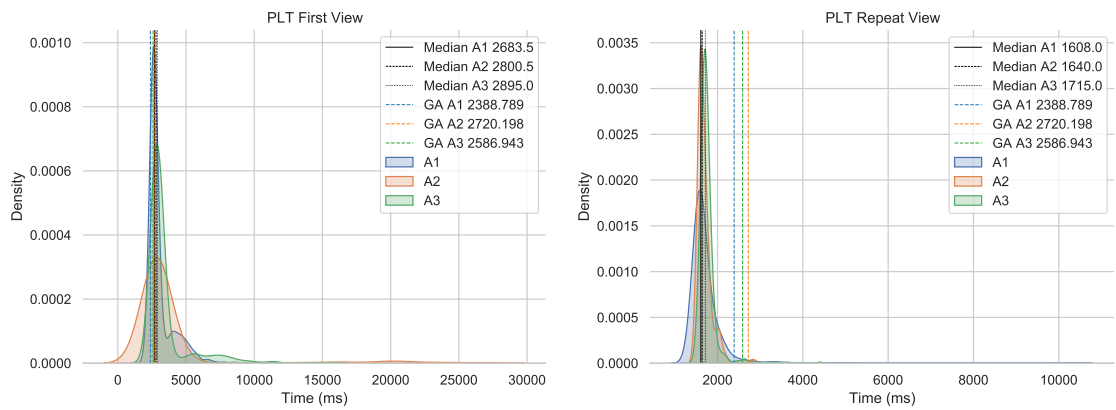 PLT First View
0.0010
0.0008
0.0006
0.0004
0.0002
0.0000
Density
0 5000 10000 15000 20000 25000 30000
Time (ms)
Median A1 2683.5
Median A2 2800.5
Median A3 2895.0
GA A1 2388.789
GA A2 2720.198
GA A3 2586.943
A1
A2
A3
PLT Repeat View
0.0035
0.0030
0.0025
0.0020
0.0015
0.0010
0.0005
0.0000
Density
2000 4000 6000 8000 10000
Time (ms)
Median A1 1608.0
Median A2 1640.0
Median A3 1715.0
GA A1 2388.789
GA A2 2720.198
GA A3 2586.943
A1
A2
A3